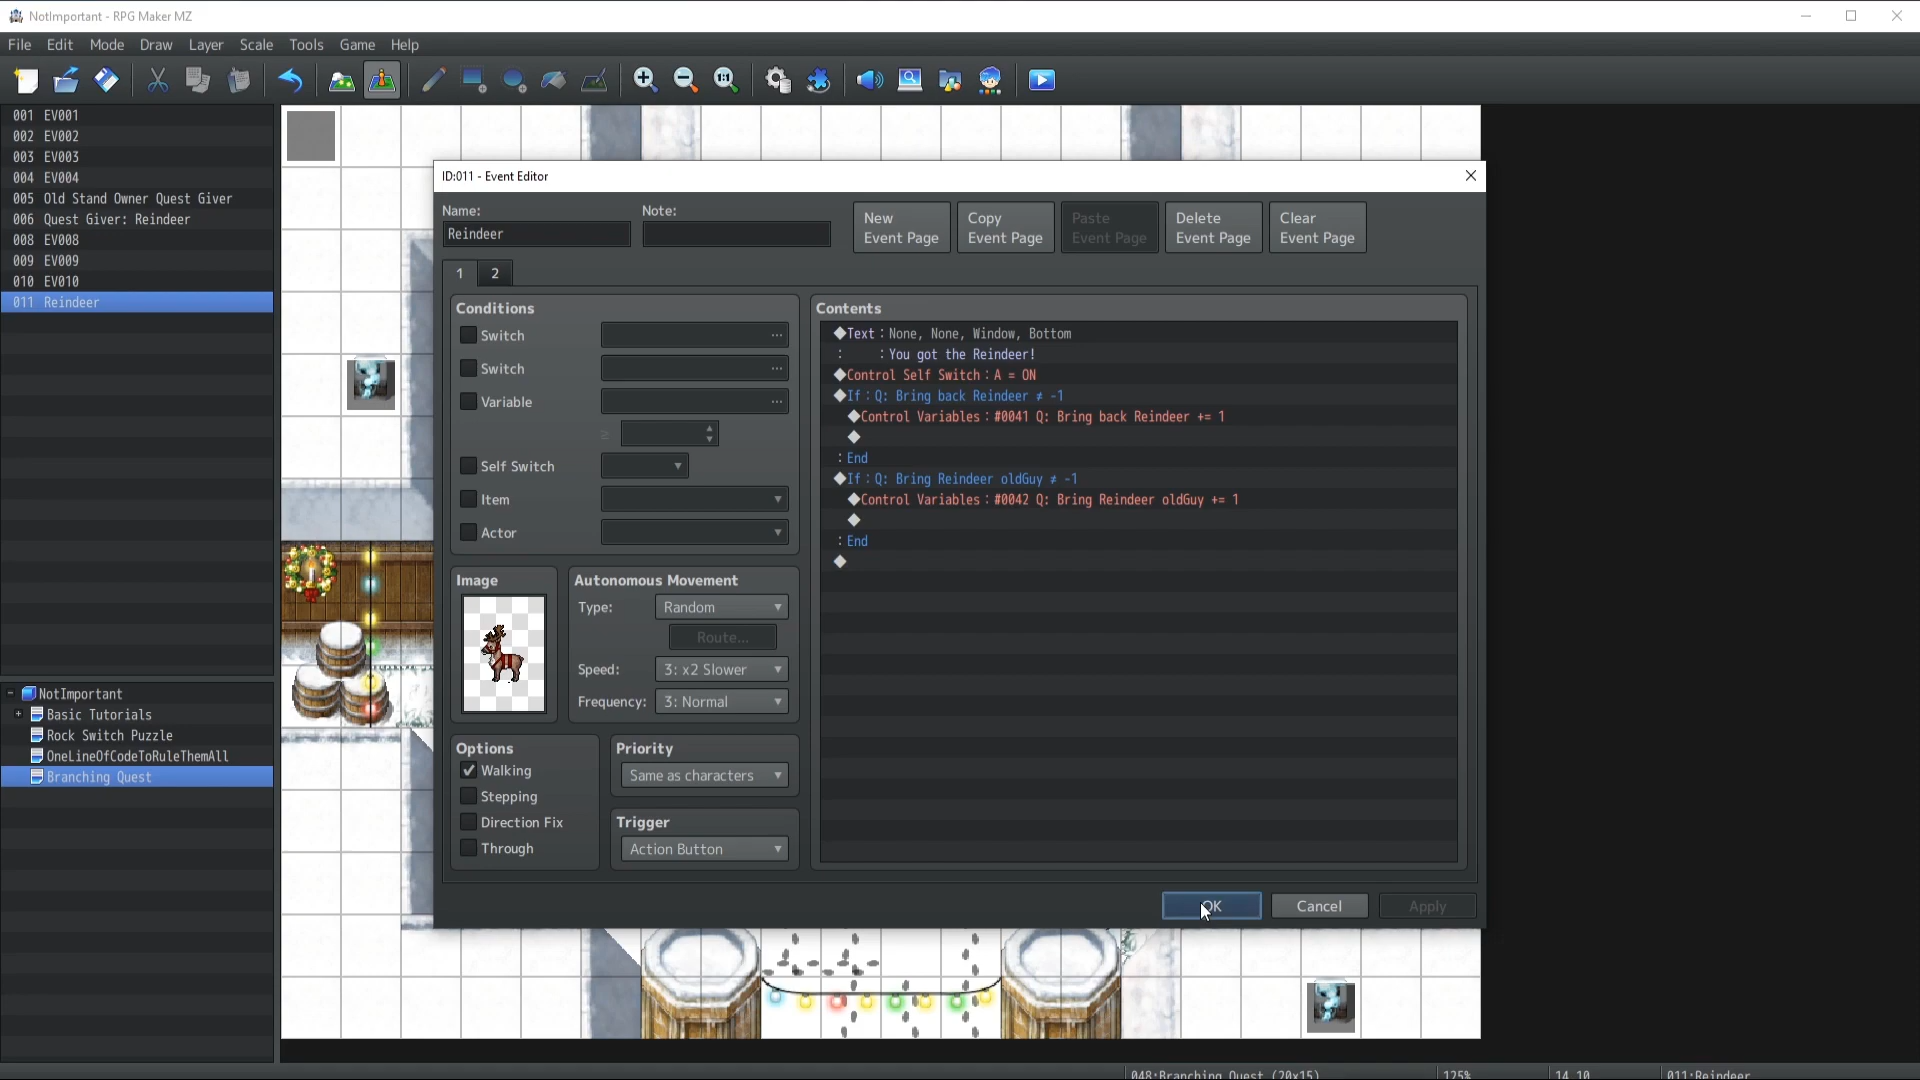 NotImportant - RPG Maker MZ
File Edit Mode Draw Layer Scale Tools Game Help
1:1
001 EV001
002 EV002
003 EV003
004 EV004
005 Old Stand Owner Quest Giver
006 Quest Giver: Reindeer
008 EV008
009 EV009
010 EV010
011 Reindeer
NotImportant
Basic Tutorials
Rock Switch Puzzle
OneLineOfCodeToRuleThemAll
Branching Quest
ID:011 - Event Editor
Name: Note:
Reindeer
New Event Page
Copy Event Page
Paste Event Page
Delete Event Page
Clear Event Page
1 2
Conditions
Switch ...
Switch ...
Variable ...
≥
Self Switch
Item
Actor
Image
Autonomous Movement
Type: Random
Route...
Speed: 3: x2 Slower
Frequency: 3: Normal
Options
Walking
Stepping
Direction Fix
Through
Priority
Same as characters
Trigger
Action Button
Contents
◆Text : None, None, Window, Bottom
: : You got the Reindeer!
◆Control Self Switch : A = ON
◆If : Q: Bring back Reindeer ≠ -1
◆Control Variables : #0041 Q: Bring back Reindeer += 1
◆
: End
◆If : Q: Bring Reindeer oldGuy ≠ -1
◆Control Variables : #0042 Q: Bring Reindeer oldGuy += 1
◆
: End
◆
OK Cancel Apply
048:Branching Quest (20x15) 125% 14,10 011:Reindeer